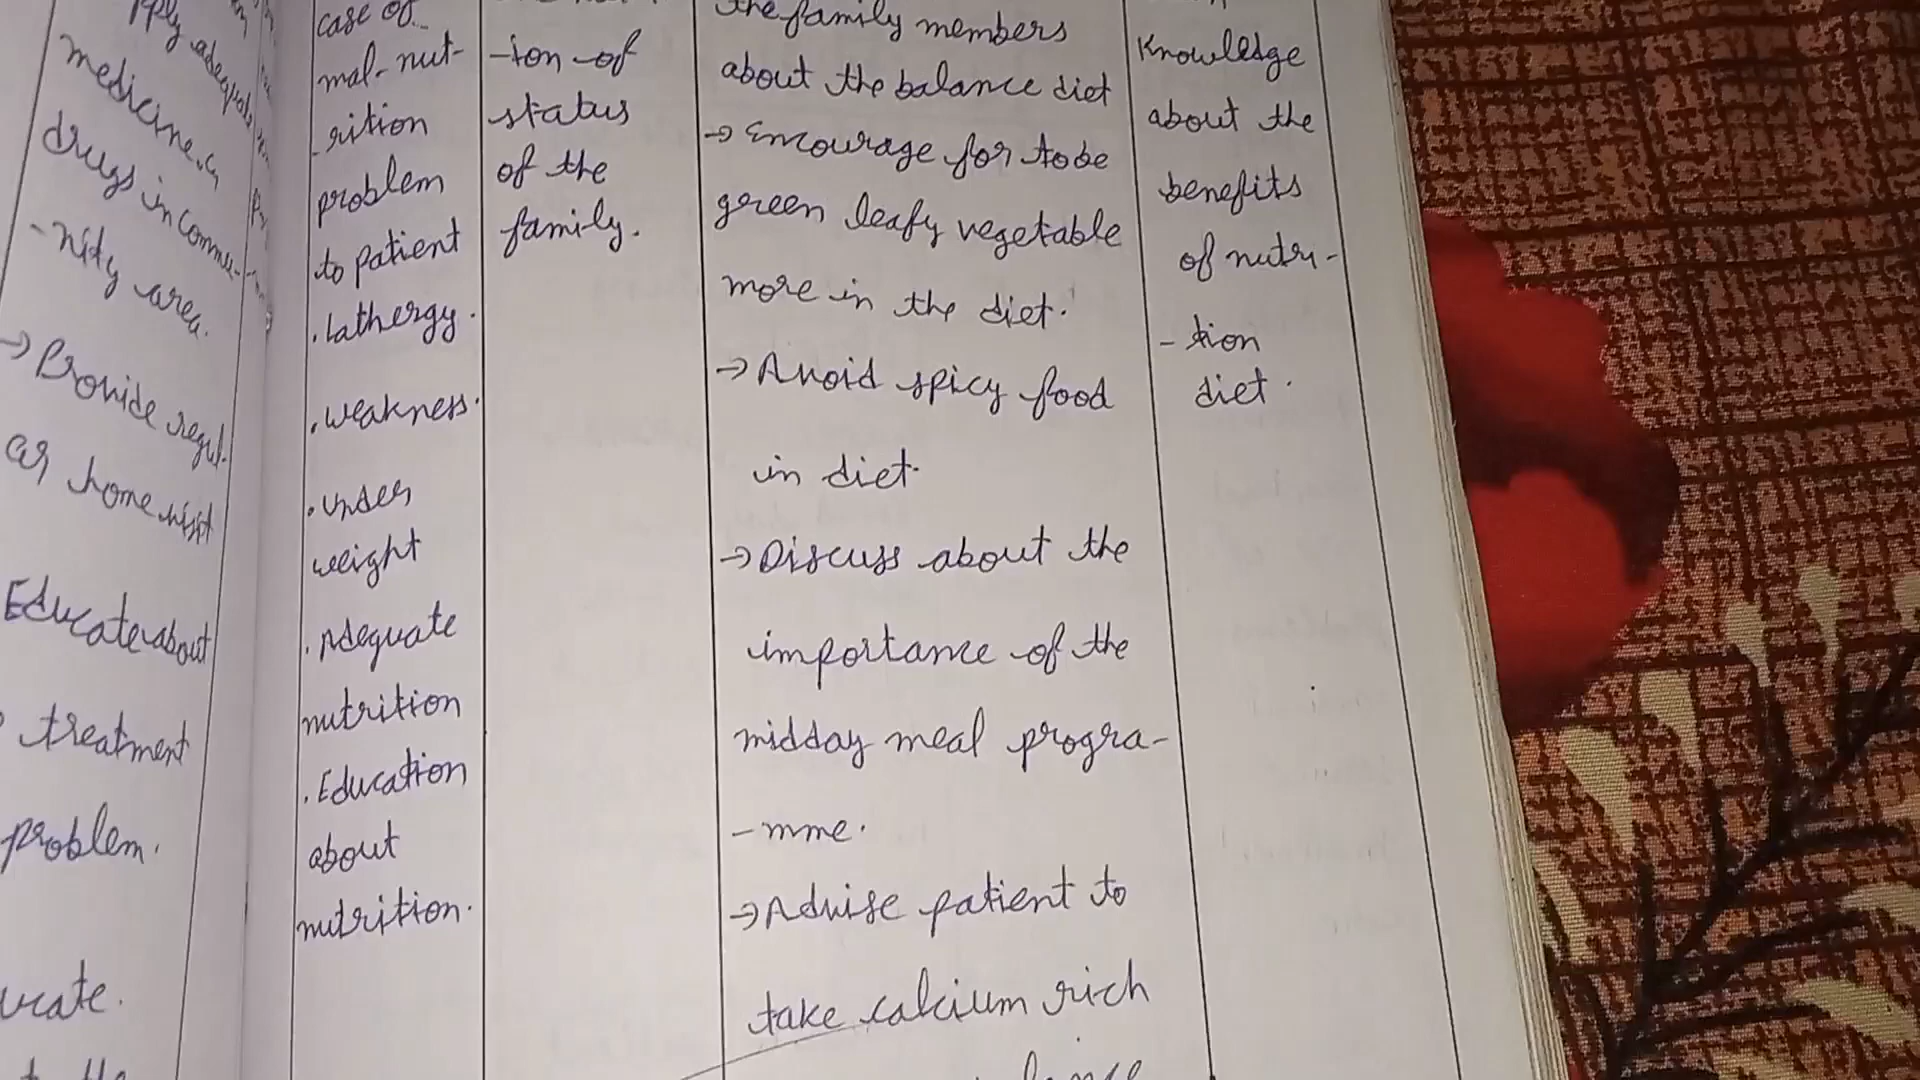 medicine.
drugs in commu-
-nity area.
→ Provide regul-
ar home visit
Educate about
treatment
problem.
ucate.
case of
mal-nut-
-rition
problem
to patient
. Lathergy.
. weakness.
. under
weight
. Adequate
nutrition
. Education
about
nutrition.
-ion of
status
of the
family.
the family members
about the balance diet
→ Encourage for to be
green leafy vegetable
more in the diet.
→ Avoid spicy food
in diet.
→ Discuss about the
importance of the
midday meal progra-
-mme.
→ Advise patient to
take calcium rich
Knowledge
about the
benefits
of nutri-
-tion
diet.